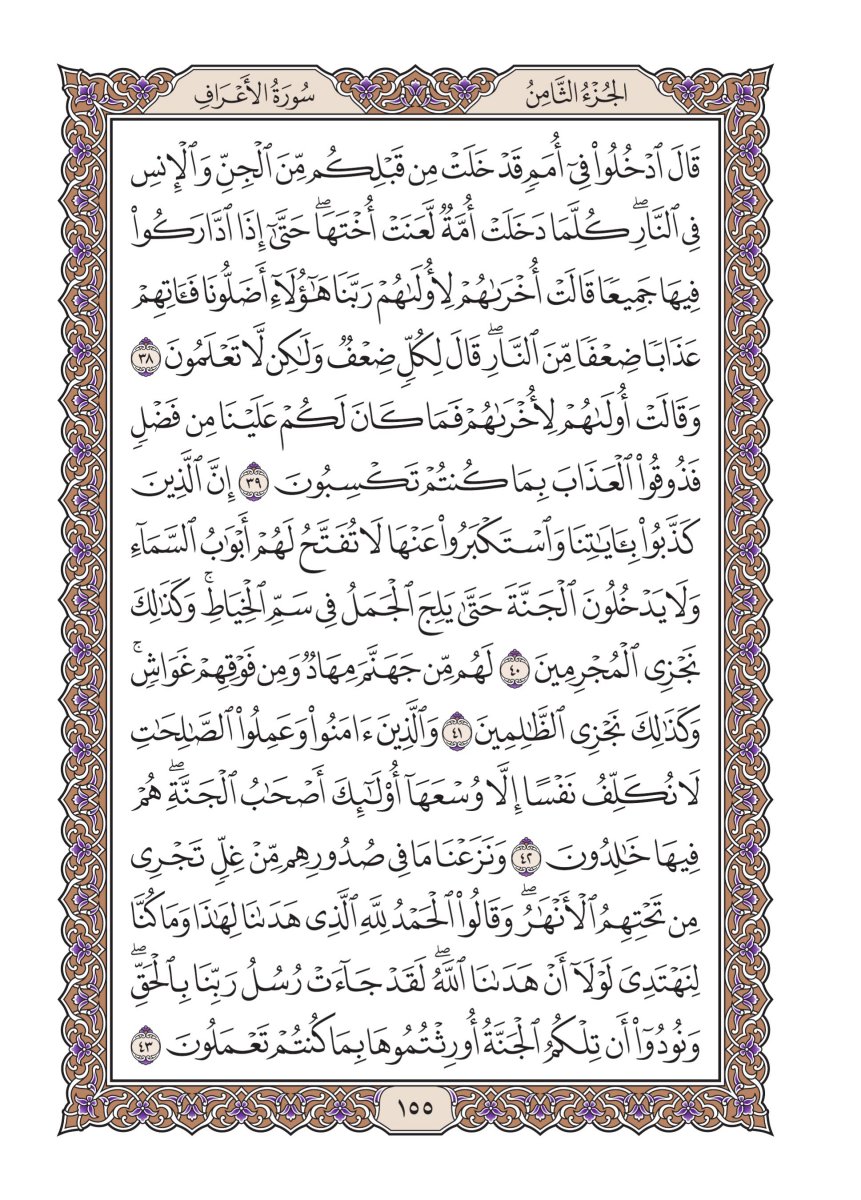 الجُزْءُ الثَّامِنُ
سُورَةُ الأَعْرَافِ
قَالَ ٱدْخُلُوا۟ فِىٓ أُمَمٍ قَدْ خَلَتْ مِن قَبْلِكُم مِّنَ ٱلْجِنِّ وَٱلْإِنسِ
فِى ٱلنَّارِ ۖ كُلَّمَا دَخَلَتْ أُمَّةٌ لَّعَنَتْ أُخْتَهَا ۖ حَتَّىٰٓ إِذَا ٱدَّارَكُوا۟
فِيهَا جَمِيعًا قَالَتْ أُخْرَىٰهُمْ لِأُولَىٰهُمْ رَبَّنَا هَٰٓؤُلَآءِ أَضَلُّونَا فَـَٔاتِهِمْ
عَذَابًا ضِعْفًا مِّنَ ٱلنَّارِ ۖ قَالَ لِكُلٍّ ضِعْفٌ وَلَٰكِن لَّا تَعْلَمُونَ ٣٨
وَقَالَتْ أُولَىٰهُمْ لِأُخْرَىٰهُمْ فَمَا كَانَ لَكُمْ عَلَيْنَا مِن فَضْلٍ
فَذُوقُوا۟ ٱلْعَذَابَ بِمَا كُنتُمْ تَكْسِبُونَ ٣٩ إِنَّ ٱلَّذِينَ
كَذَّبُوا۟ بِـَٔايَٰتِنَا وَٱسْتَكْبَرُوا۟ عَنْهَا لَا تُفَتَّحُ لَهُمْ أَبْوَٰبُ ٱلسَّمَآءِ
وَلَا يَدْخُلُونَ ٱلْجَنَّةَ حَتَّىٰ يَلِجَ ٱلْجَمَلُ فِى سَمِّ ٱلْخِيَاطِ ۚ وَكَذَٰلِكَ
نَجْزِى ٱلْمُجْرِمِينَ ٤٠ لَهُم مِّن جَهَنَّمَ مِهَادٌ وَمِن فَوْقِهِمْ غَوَاشٍ ۚ
وَكَذَٰلِكَ نَجْزِى ٱلظَّٰلِمِينَ ٤١ وَٱلَّذِينَ ءَامَنُوا۟ وَعَمِلُوا۟ ٱلصَّٰلِحَٰتِ
لَا نُكَلِّفُ نَفْسًا إِلَّا وُسْعَهَآ أُو۟لَٰٓئِكَ أَصْحَٰبُ ٱلْجَنَّةِ ۖ هُمْ
فِيهَا خَٰلِدُونَ ٤٢ وَنَزَعْنَا مَا فِى صُدُورِهِم مِّنْ غِلٍّ تَجْرِى
مِن تَحْتِهِمُ ٱلْأَنْهَٰرُ ۖ وَقَالُوا۟ ٱلْحَمْدُ لِلَّهِ ٱلَّذِى هَدَىٰنَا لِهَٰذَا وَمَا كُنَّا
لِنَهْتَدِىَ لَوْلَآ أَنْ هَدَىٰنَا ٱللَّهُ ۖ لَقَدْ جَآءَتْ رُسُلُ رَبِّنَا بِٱلْحَقِّ ۖ
وَنُودُوٓا۟ أَن تِلْكُمُ ٱلْجَنَّةُ أُورِثْتُمُوهَا بِمَا كُنتُمْ تَعْمَلُونَ ٤٣
١٥٥